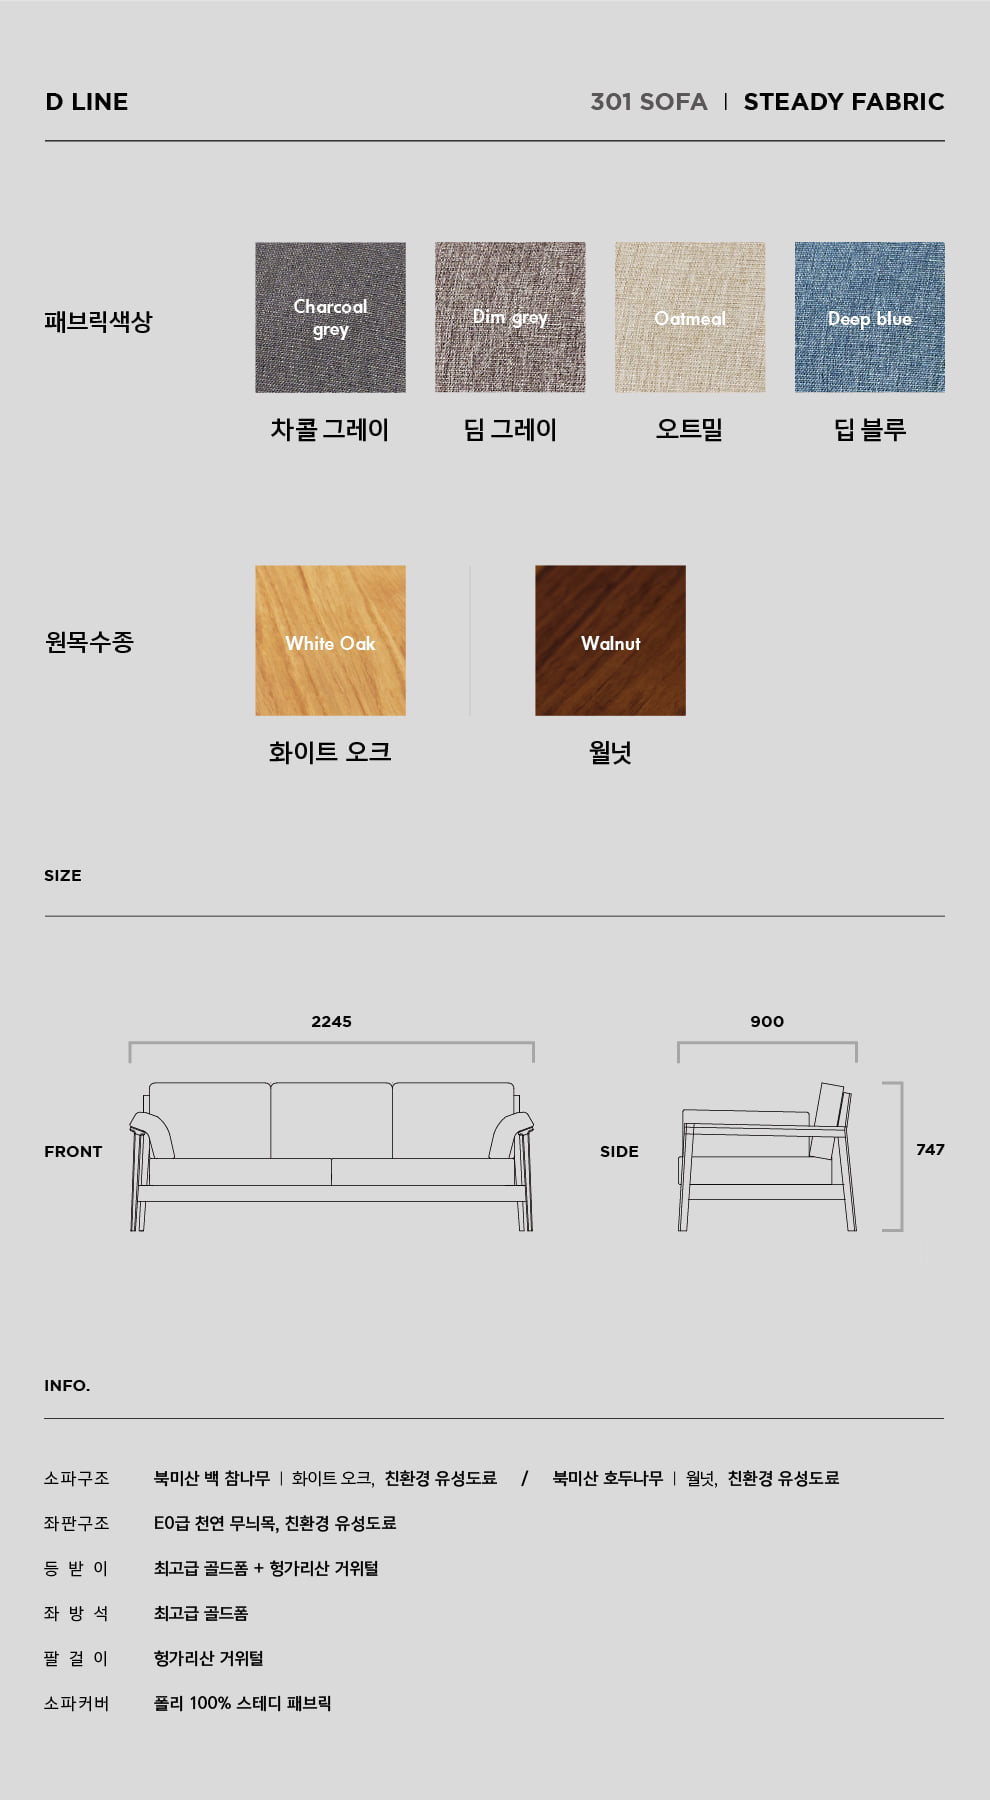 D LINE
301 SOFA | STEADY FABRIC
패브릭색상
Charcoal
grey
Dim grey
Oatmeal
Deep blue
차콜 그레이
딤 그레이
오트밀
딥 블루
원목수종
White Oak
Walnut
화이트 오크
월넛
SIZE
2245
900
FRONT
SIDE
747
INFO.
소파구조 북미산 백 참나무 | 화이트 오크, 친환경 유성도료 / 북미산 호두나무 | 월넛, 친환경 유성도료
좌판구조 E0급 천연 무늬목, 친환경 유성도료
등 받 이 최고급 골드폼 + 헝가리산 거위털
좌 방 석 최고급 골드폼
팔 걸 이 헝가리산 거위털
소파커버 폴리 100% 스테디 패브릭